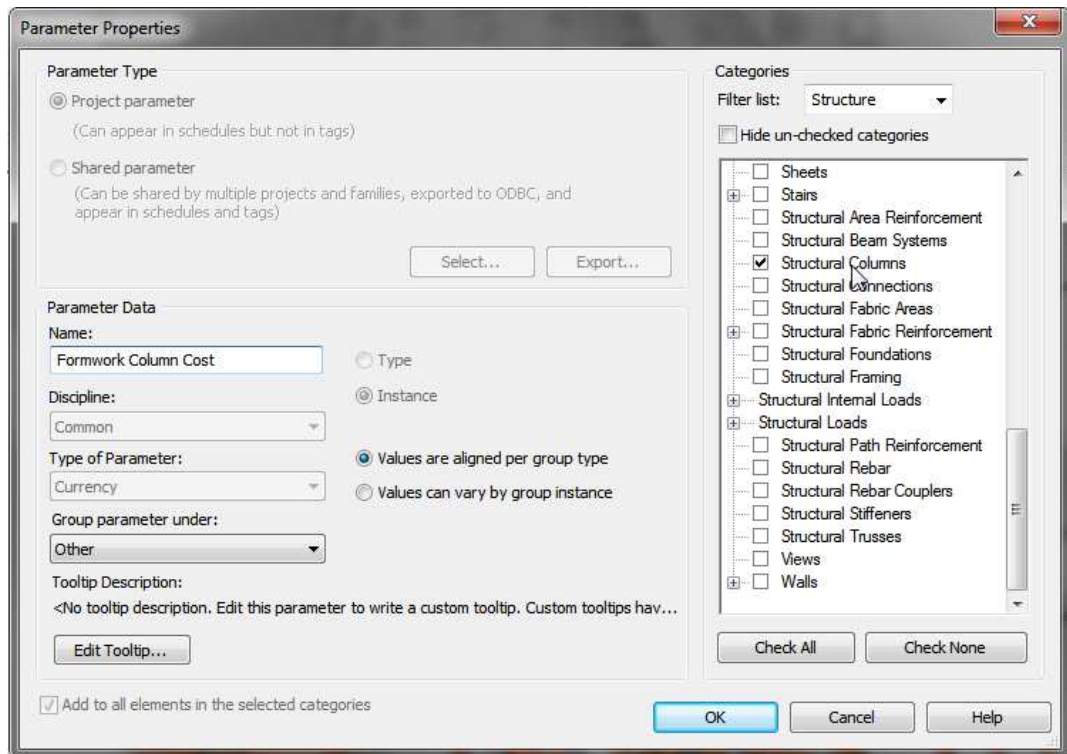 Parameter Properties
Parameter Type
Project parameter
(Can appear in schedules but not in tags)
Shared parameter
(Can be shared by multiple projects and families, exported to ODBC, and
appear in schedules and tags)
Select...
Export...
Parameter Data
Name:
Formwork Column Cost
Type
Discipline:
Instance
Common
Type of Parameter:
Values are aligned per group type
Currency
Values can vary by group instance
Group parameter under:
Other
Tooltip Description:
<No tooltip description. Edit this parameter to write a custom tooltip. Custom tooltips hav...
Edit Tooltip...
Add to all elements in the selected categories
Categories
Filter list:
Structure
Hide un-checked categories
Sheets
Stairs
Structural Area Reinforcement
Structural Beam Systems
Structural Columns
Structural Connections
Structural Fabric Areas
Structural Fabric Reinforcement
Structural Foundations
Structural Framing
Structural Internal Loads
Structural Loads
Structural Path Reinforcement
Structural Rebar
Structural Rebar Couplers
Structural Stiffeners
Structural Trusses
Views
Walls
Check All
Check None
OK
Cancel
Help